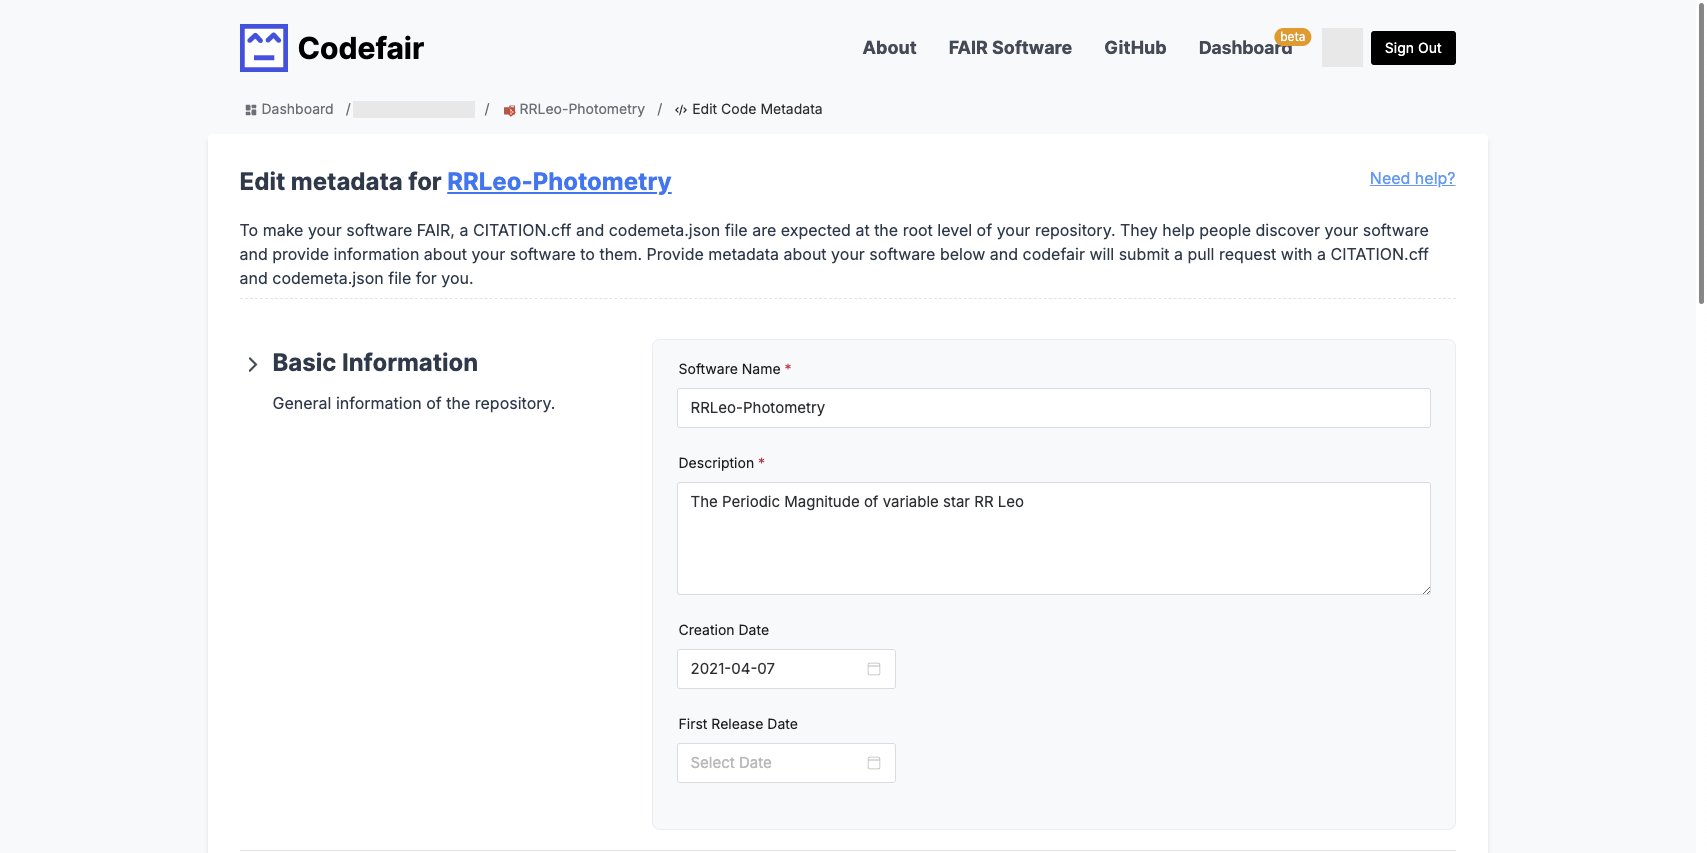 Codefair
About FAIR Software GitHub Dashboard beta Sign Out
Dashboard / / RRLeo-Photometry / </> Edit Code Metadata
Edit metadata for RRLeo-Photometry
Need help?
To make your software FAIR, a CITATION.cff and codemeta.json file are expected at the root level of your repository. They help people discover your software
and provide information about your software to them. Provide metadata about your software below and codefair will submit a pull request with a CITATION.cff
and codemeta.json file for you.
Basic Information
General information of the repository.
Software Name *
RRLeo-Photometry
Description *
The Periodic Magnitude of variable star RR Leo
Creation Date
2021-04-07
First Release Date
Select Date